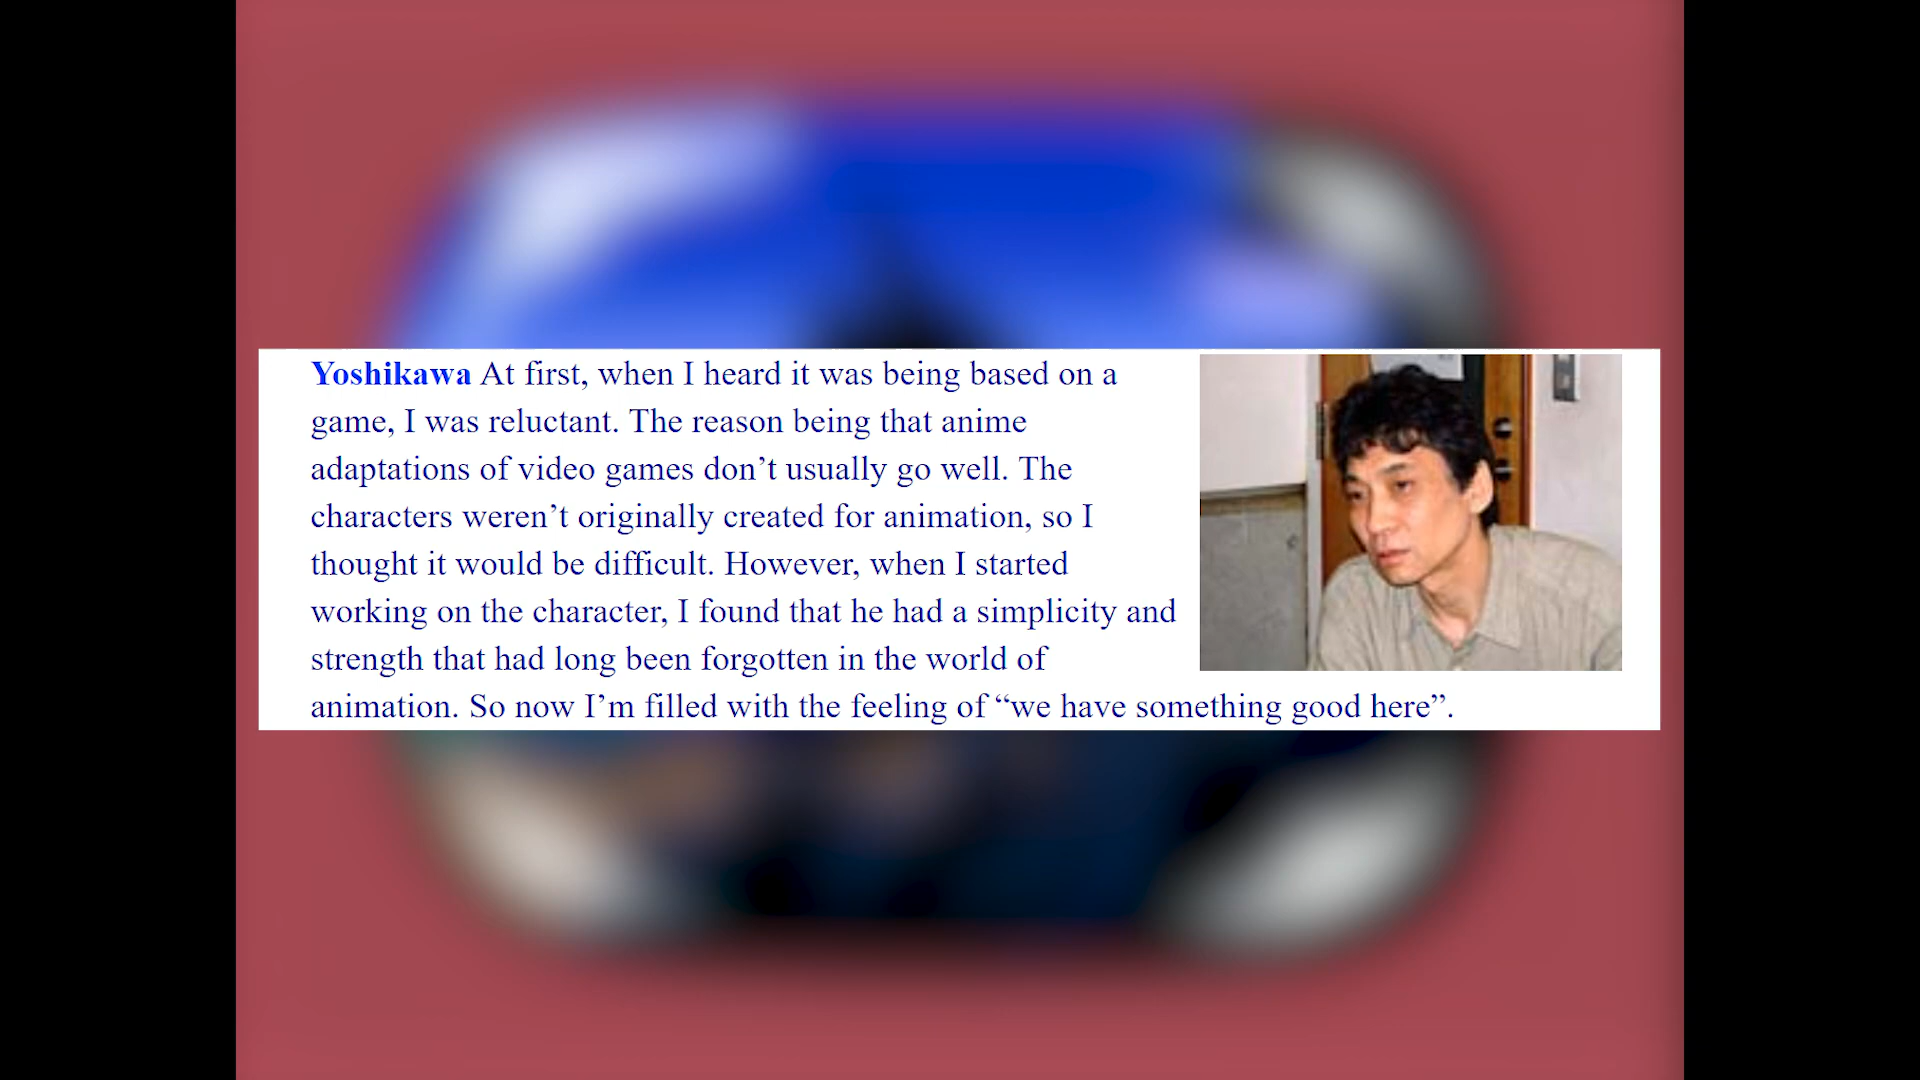 Yoshikawa At first, when I heard it was being based on a
game, I was reluctant. The reason being that anime
adaptations of video games don’t usually go well. The
characters weren’t originally created for animation, so I
thought it would be difficult. However, when I started
working on the character, I found that he had a simplicity and
strength that had long been forgotten in the world of
animation. So now I’m filled with the feeling of “we have something good here”.